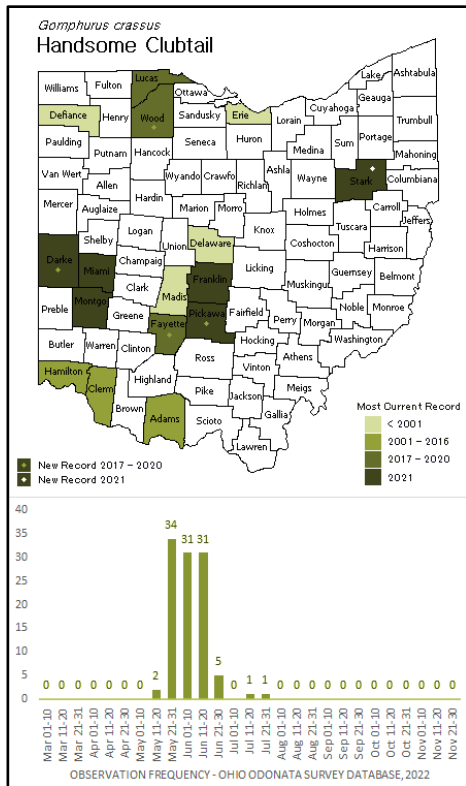 Gomphurus crassus
Handsome Clubtail
Williams Fulton Lucas Ottawa Lake Ashtabula
Geauga
Defiance Henry Wood Sandusky Erie Lorain Cuyahoga Trumbull
Paulding Putnam Hancock Seneca Huron Medina Sum Portage Mahoning
Van Wert Allen Wyando Crawfo Richlan Ashla Wayne Stark Columbiana
Mercer Auglaize Hardin Marion Morro Holmes Carroll Jeffers
Shelby Logan Union Knox Coshocton Tuscara Harrison
Darke Miami Champaig Delaware Licking Guernsey Belmont
Clark Madis Franklin Muskingut
Preble Montgo Greene Fayette Pickawa Fairfield Perry Morgan Noble Monroe
Butler Warren Clinton Ross Hocking Athens Washington
Hamilton Clerm Highland Vinton Meigs
Brown Adams Pike Jackson Gallia
Scioto Lawren
Most Current Record
< 2001
2001 - 2016
2017 - 2020
2021
New Record 2017 - 2020
New Record 2021
40
35
30
25
20
15
10
5
0
0 0 0 0 0 0 0 2 34 31 31 5 0 1 1 0 0 0 0 0 0 0 0 0 0 0 0
Mar 01-10
Mar 11-20
Mar 21-31
Apr 01-10
Apr 11-20
Apr 21-30
May 01-10
May 11-20
May 21-31
Jun 01-10
Jun 11-20
Jun 21-30
Jul 01-10
Jul 11-20
Jul 21-31
Aug 01-10
Aug 11-20
Aug 21-31
Sep 01-10
Sep 11-20
Sep 21-30
Oct 01-10
Oct 11-20
Oct 21-31
Nov 01-10
Nov 11-20
Nov 21-30
OBSERVATION FREQUENCY - OHIO ODONATA SURVEY DATABASE, 2022